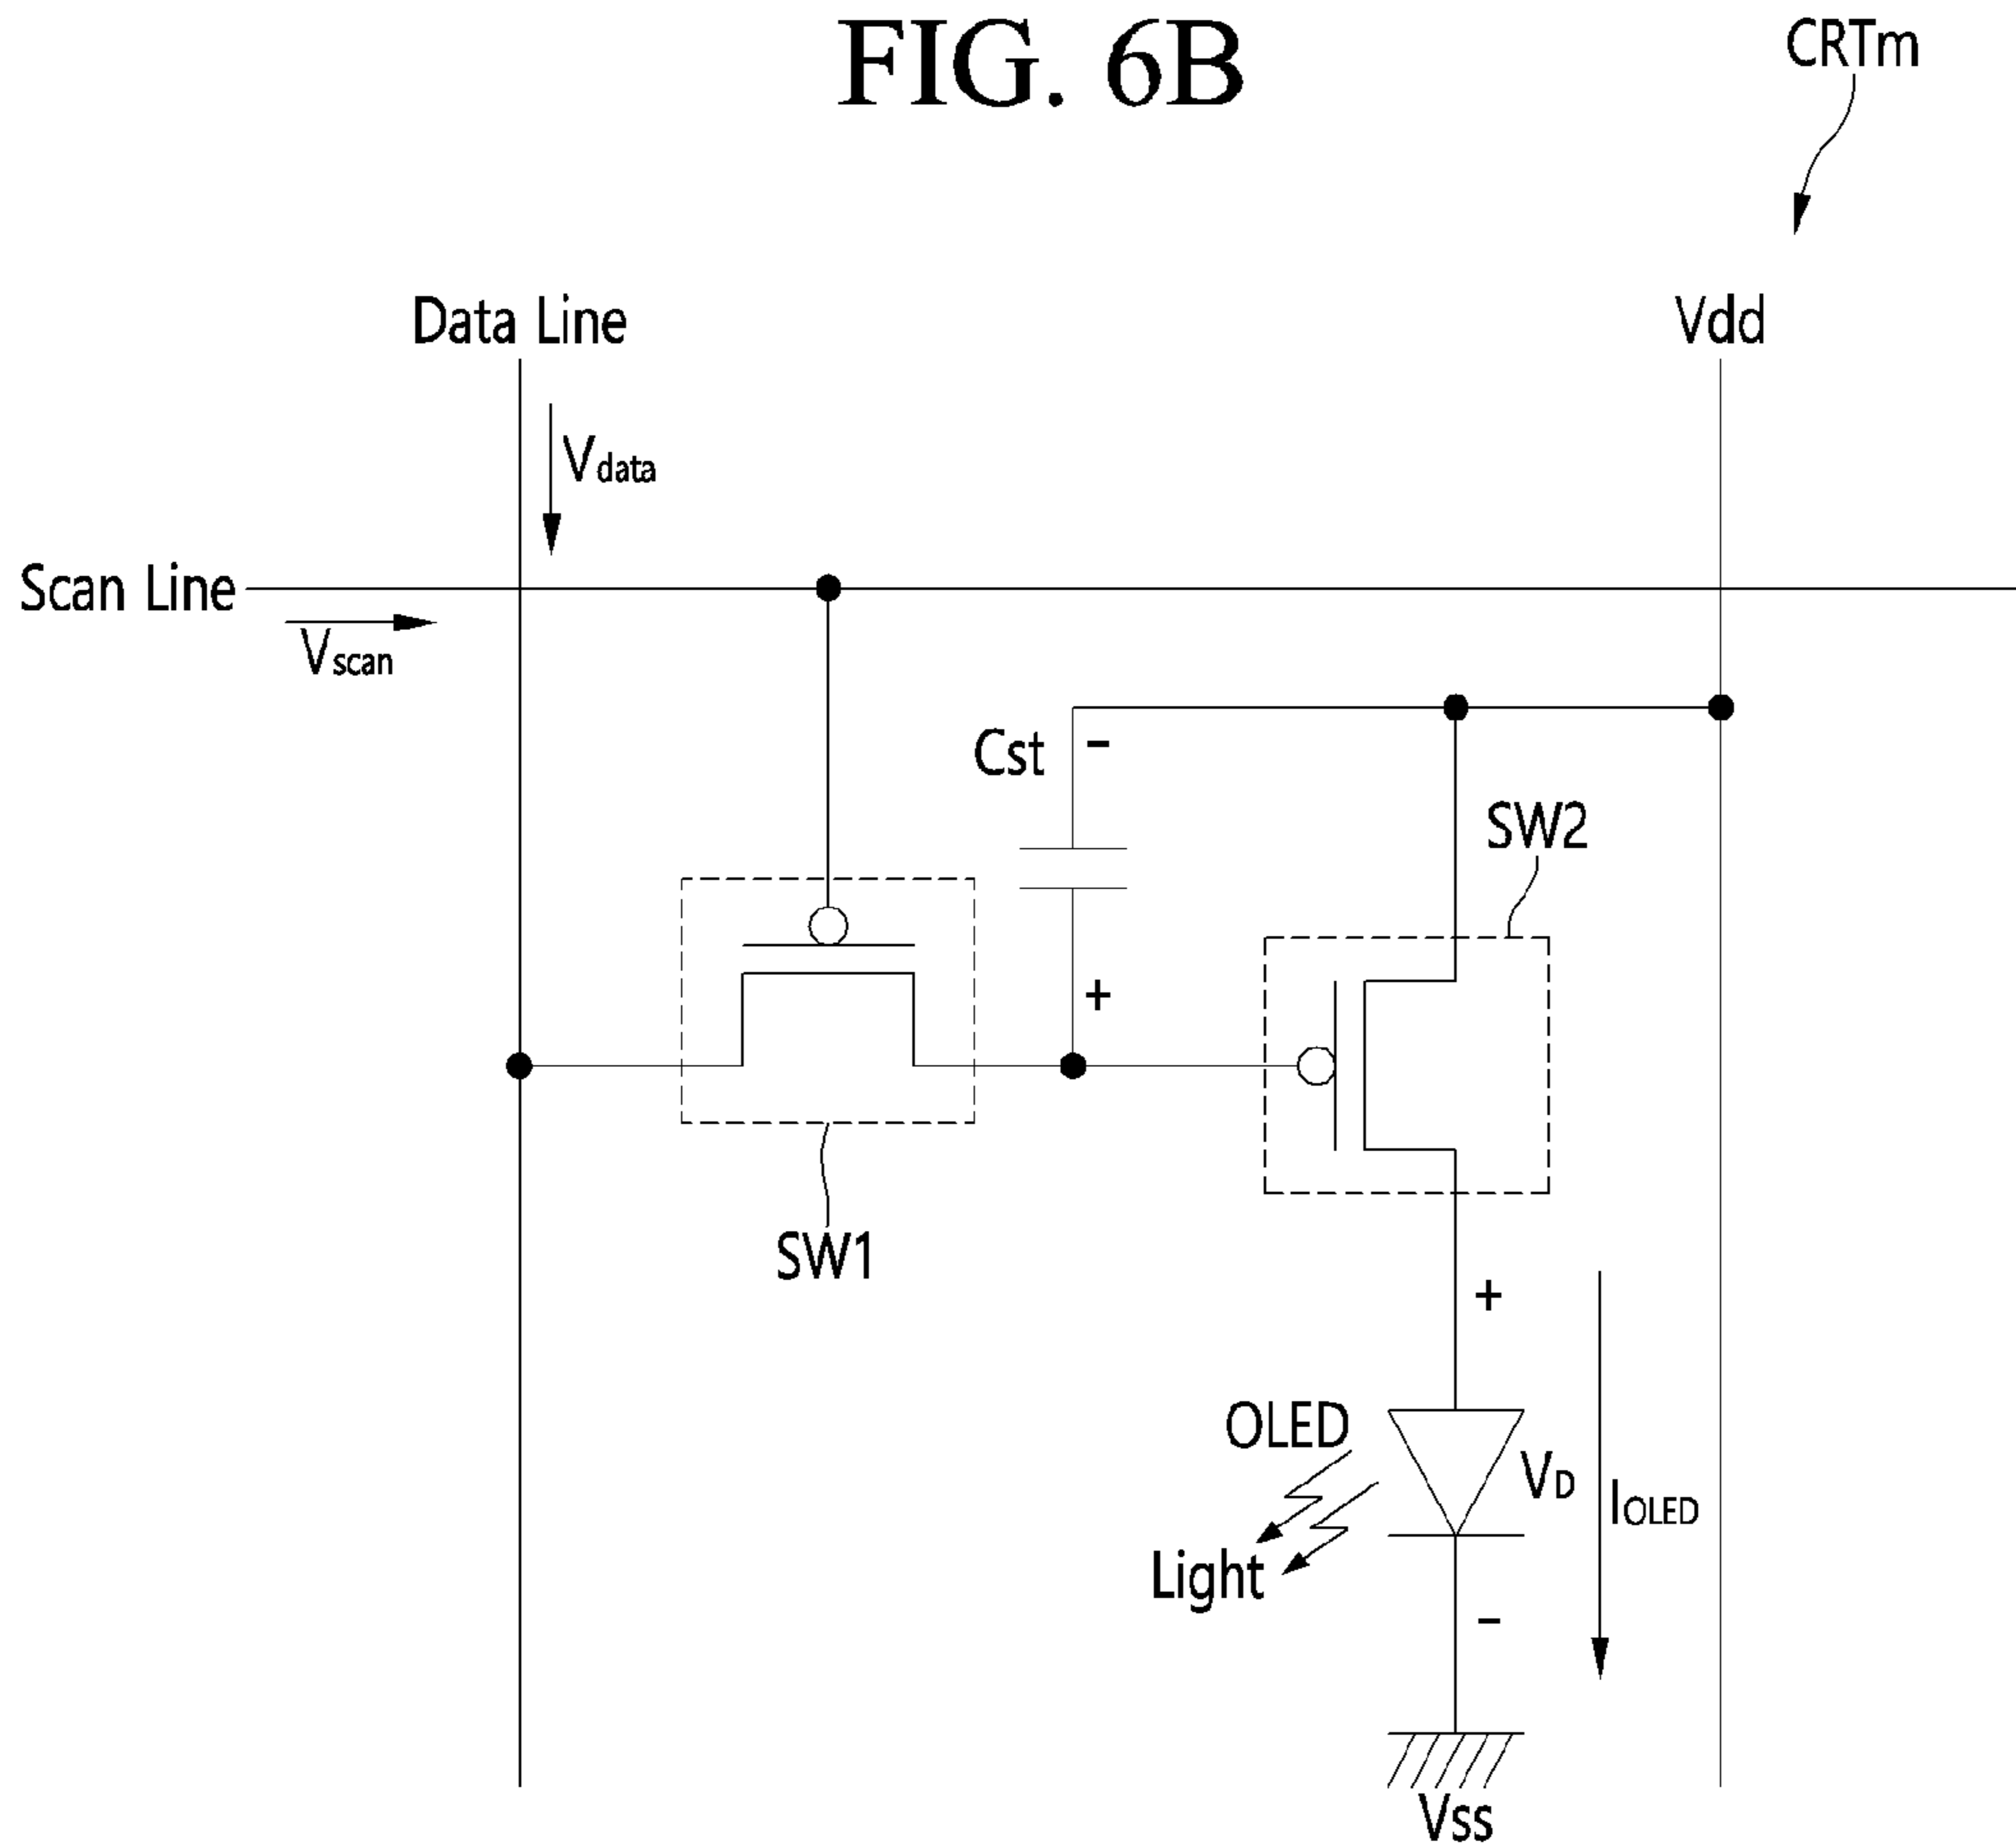 FIG. 6B
CRTm
Data Line
Vdd
Vdata
Scan Line
Vscan
Cst
-
SW2
+
SW1
+
OLED
VD
IOLED
Light
-
Vss